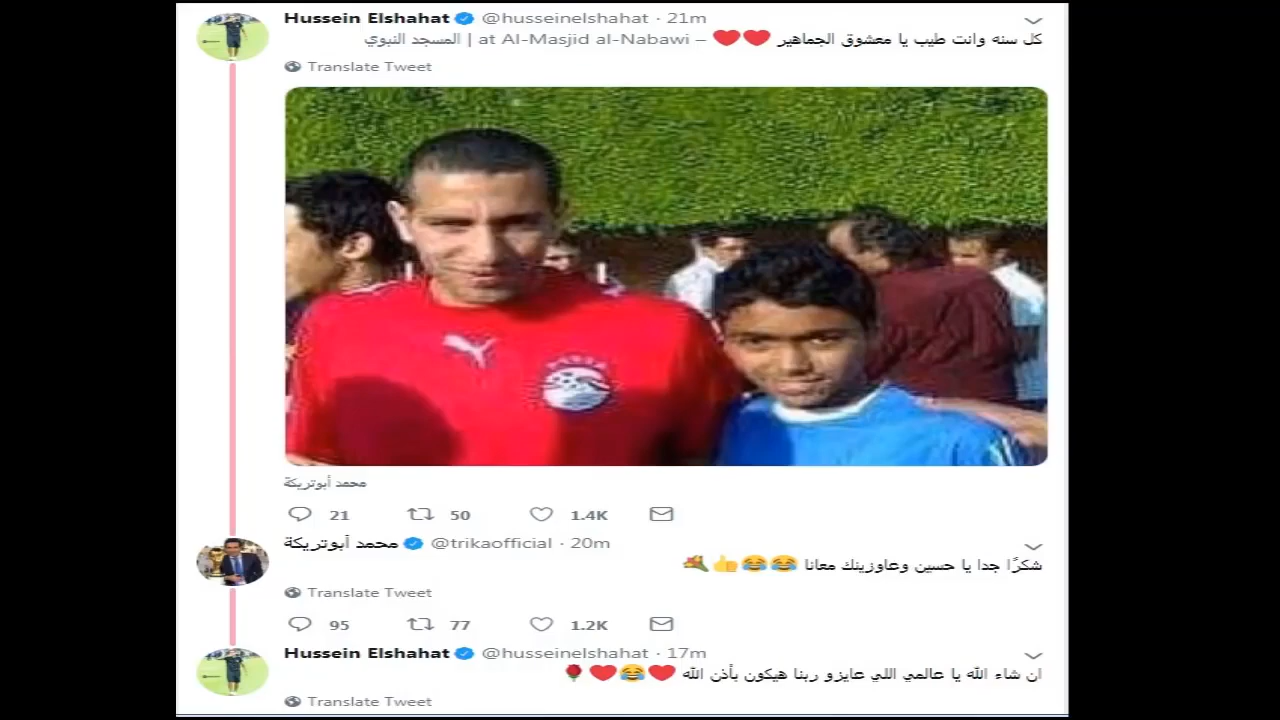 Hussein Elshahat @husseinelshahat · 21m
كل سنه وانت طيب يا معشوق الجماهير ❤️❤️ – at Al-Masjid al-Nabawi | المسجد النبوي
Translate Tweet
محمد أبوتريكة
21 50 1.4K
محمد أبوتريكة @trikaofficial · 20m
شكرًا جدا يا حسين وعاوزينك معانا 😂😂👍💐
Translate Tweet
95 77 1.2K
Hussein Elshahat @husseinelshahat · 17m
ان شاء الله يا عالمي اللي عايزو ربنا هيكون بأذن الله ❤️😂❤️🌹
Translate Tweet